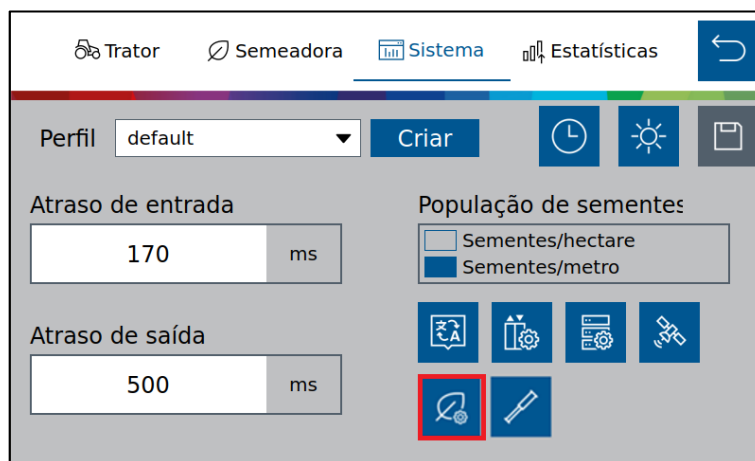 Trator Semeadora Sistema Estatísticas
Perfil default Criar
Atraso de entrada
170 ms
População de sementes
Sementes/hectare
Sementes/metro
Atraso de saída
500 ms